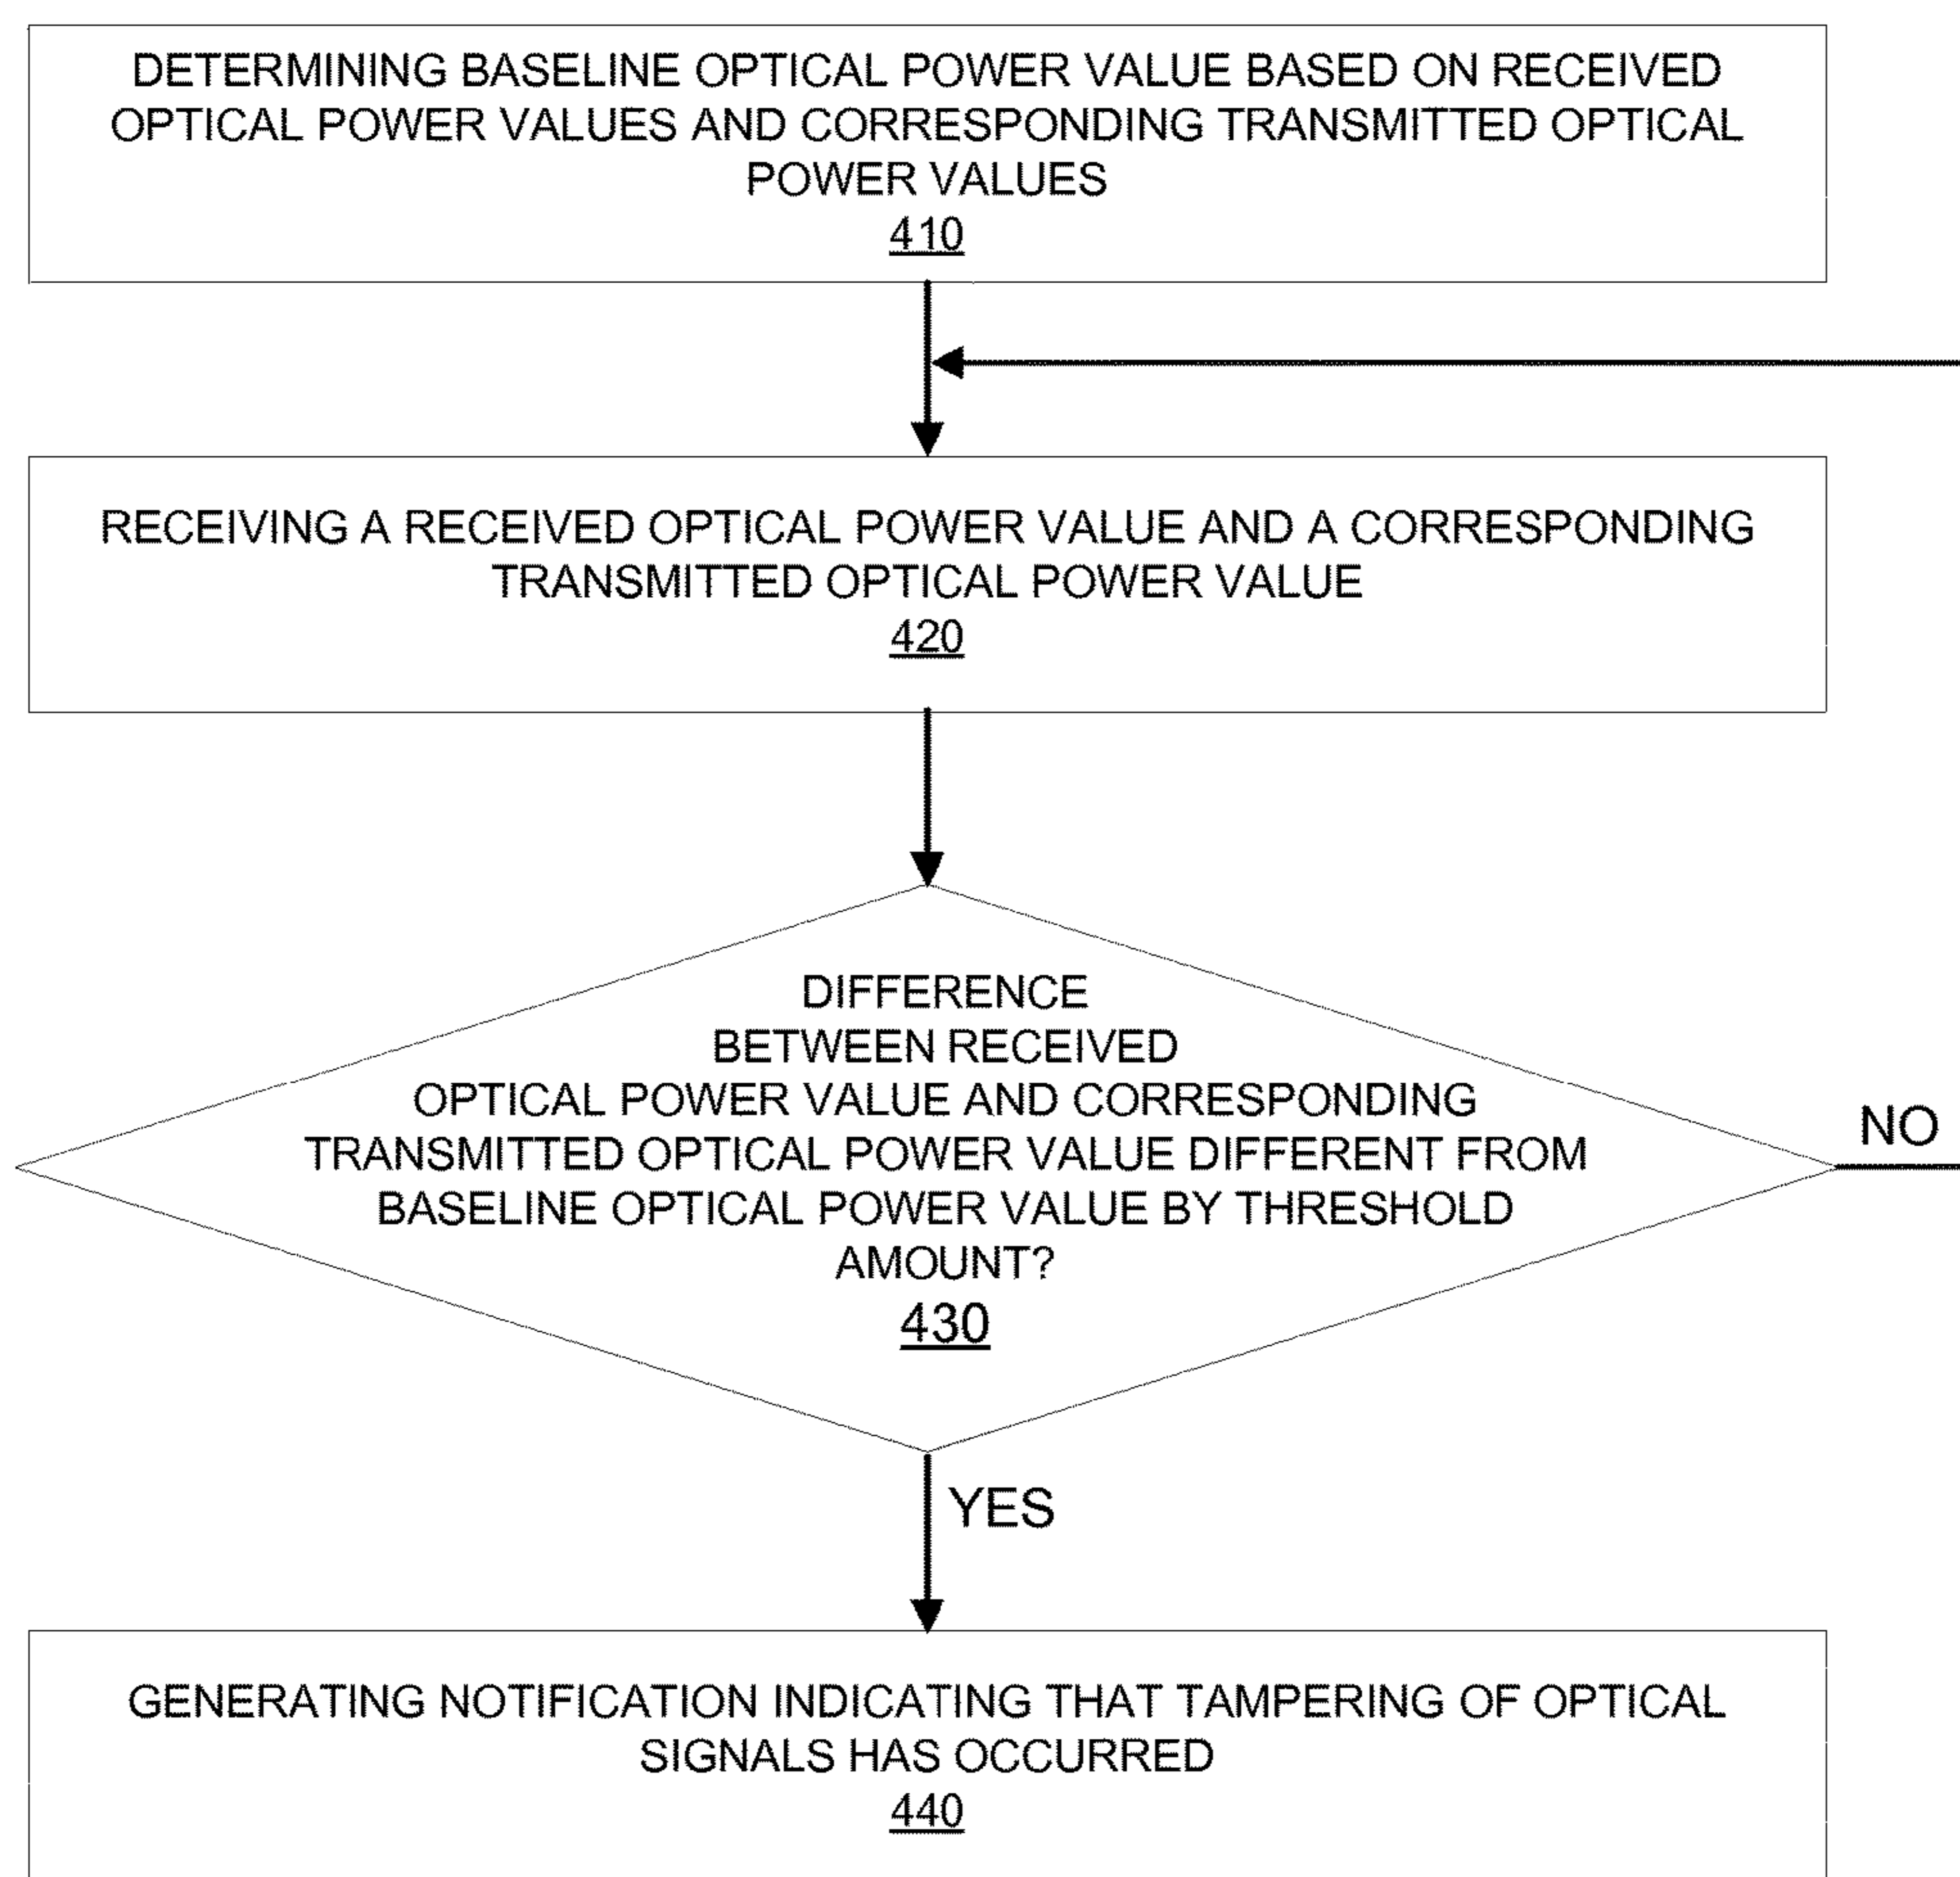 DETERMINING BASELINE OPTICAL POWER VALUE BASED ON RECEIVED
OPTICAL POWER VALUES AND CORRESPONDING TRANSMITTED OPTICAL
POWER VALUES
410
RECEIVING A RECEIVED OPTICAL POWER VALUE AND A CORRESPONDING
TRANSMITTED OPTICAL POWER VALUE
420
DIFFERENCE
BETWEEN RECEIVED
OPTICAL POWER VALUE AND CORRESPONDING
TRANSMITTED OPTICAL POWER VALUE DIFFERENT FROM
BASELINE OPTICAL POWER VALUE BY THRESHOLD
AMOUNT?
430
NO
YES
GENERATING NOTIFICATION INDICATING THAT TAMPERING OF OPTICAL
SIGNALS HAS OCCURRED
440